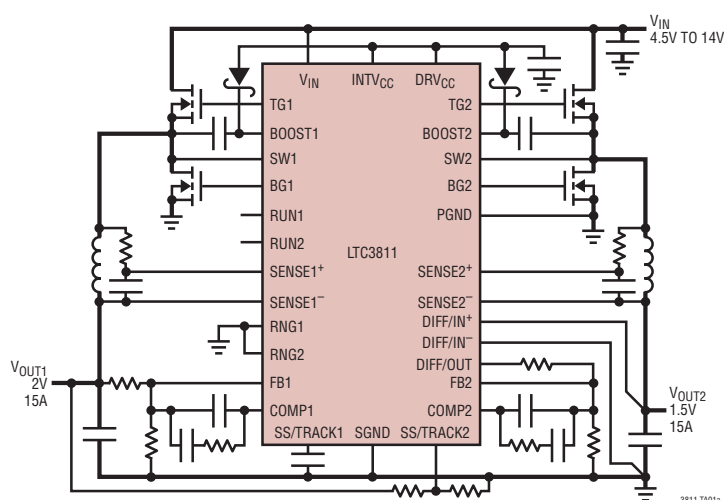 V_IN
4.5V TO 14V
V_IN INTV_CC DRV_CC
TG1 TG2
BOOST1 BOOST2
SW1 SW2
BG1 BG2
RUN1 PGND
RUN2
LTC3811
SENSE1+ SENSE2+
SENSE1− SENSE2−
DIFF/IN+
RNG1
DIFF/IN−
RNG2
DIFF/OUT
FB1 FB2
COMP1 COMP2
SS/TRACK1 SGND SS/TRACK2
V_OUT1
2V
15A
V_OUT2
1.5V
15A
3811 TA01a